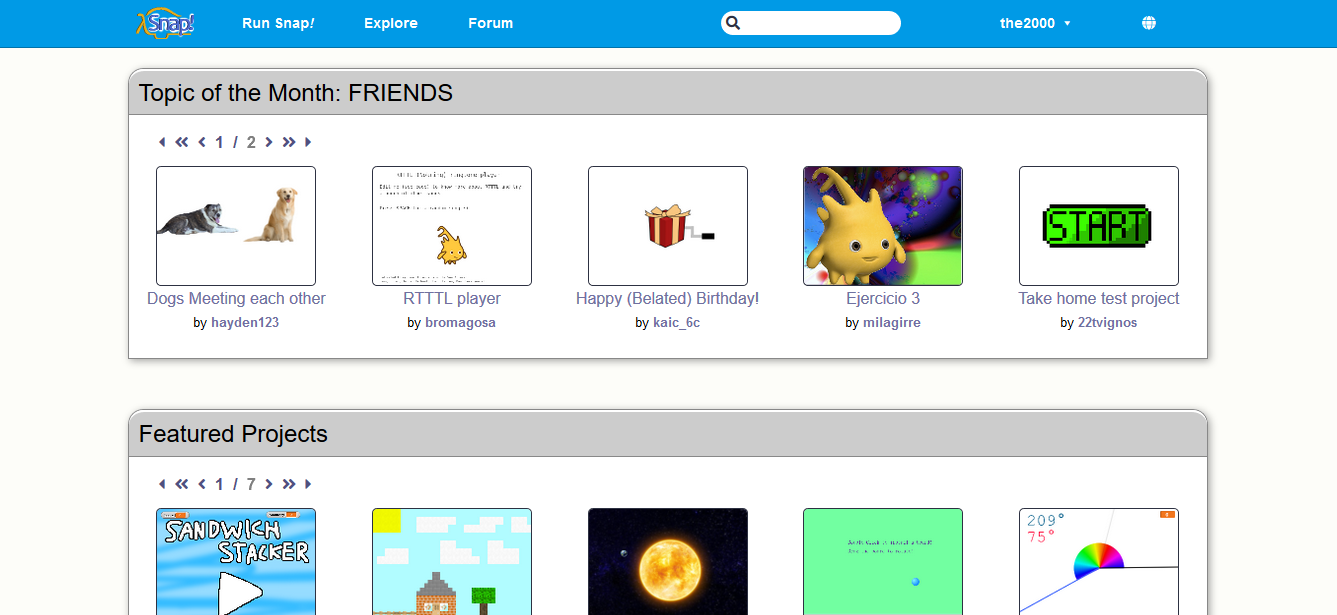 Snap!
Run Snap!
Explore
Forum
the2000
Topic of the Month: FRIENDS
1 / 2
START
Dogs Meeting each other
RTTTL player
Happy (Belated) Birthday!
Ejercicio 3
Take home test project
by hayden123
by bromagosa
by kaic_6c
by milagirre
by 22tvignos
Featured Projects
1 / 7
SANDWICH
STACKER
209°
75°